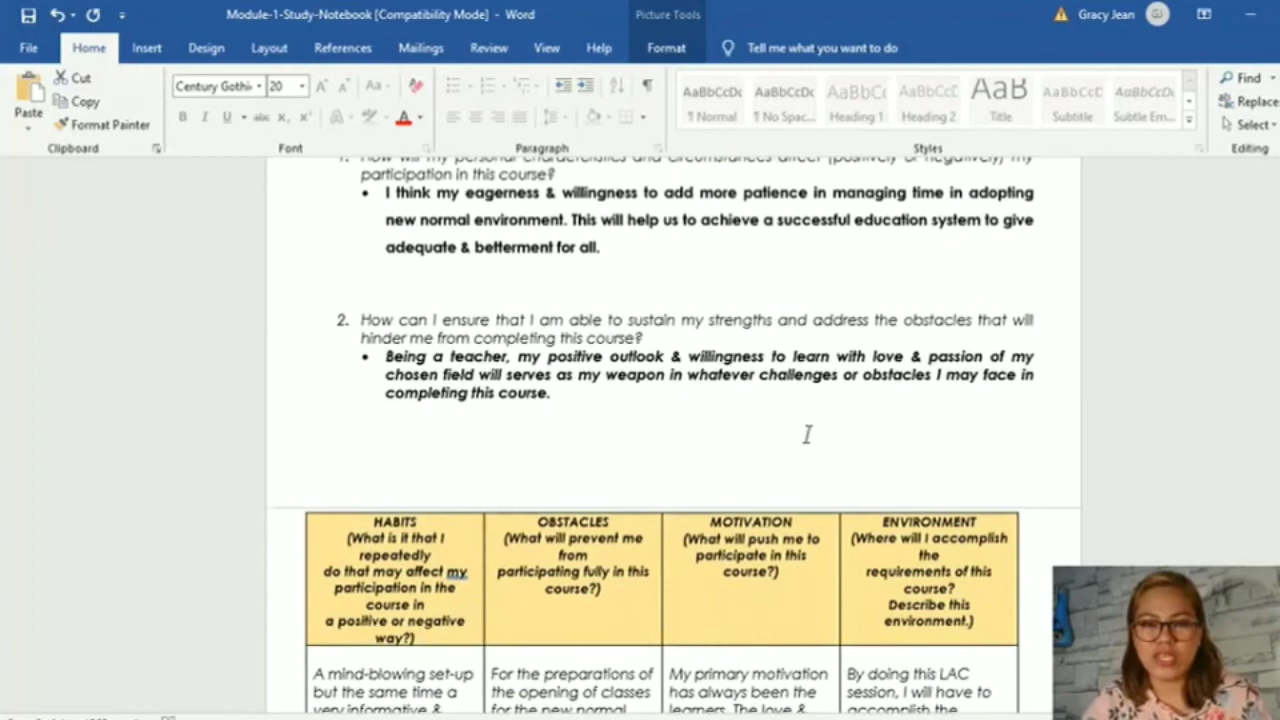 Module-1-Study-Notebook [Compatibility Mode] - Word
Picture Tools
Gracy Jean
GJ
File Home Insert Design Layout References Mailings Review View Help Format Tell me what you want to do
Paste
Cut
Copy
Format Painter
Clipboard
Century Gothi 20
Aa
B I U abc x, x'
A A
Font
Paragraph
AaBbCcDc AaBbCcDc AaBbC( AaBbCcD AaB AaBbCcC AaBbCcDt
¶ Normal ¶ No Spac... Heading 1 Heading 2 Title Subtitle Subtle Em...
Styles
Find
Replace
Select
Editing
1. How will my personal characteristics and circumstances affect (positively or negatively) my
participation in this course?
• I think my eagerness & willingness to add more patience in managing time in adopting
new normal environment. This will help us to achieve a successful education system to give
adequate & betterment for all.
2. How can I ensure that I am able to sustain my strengths and address the obstacles that will
hinder me from completing this course?
• Being a teacher, my positive outlook & willingness to learn with love & passion of my
chosen field will serves as my weapon in whatever challenges or obstacles I may face in
completing this course.
HABITS
(What is it that I
repeatedly
do that may affect my
participation in the
course in
a positive or negative
way?)
OBSTACLES
(What will prevent me
from
participating fully in this
course?)
MOTIVATION
(What will push me to
participate in this
course?)
ENVIRONMENT
(Where will I accomplish
the
requirements of this
course?
Describe this
environment.)
A mind-blowing set-up
but the same time a
very informative &
For the preparations of
the opening of classes
for the new normal
My primary motivation
has always been the
learners. The love &
By doing this LAC
session, I will have to
accomplish the